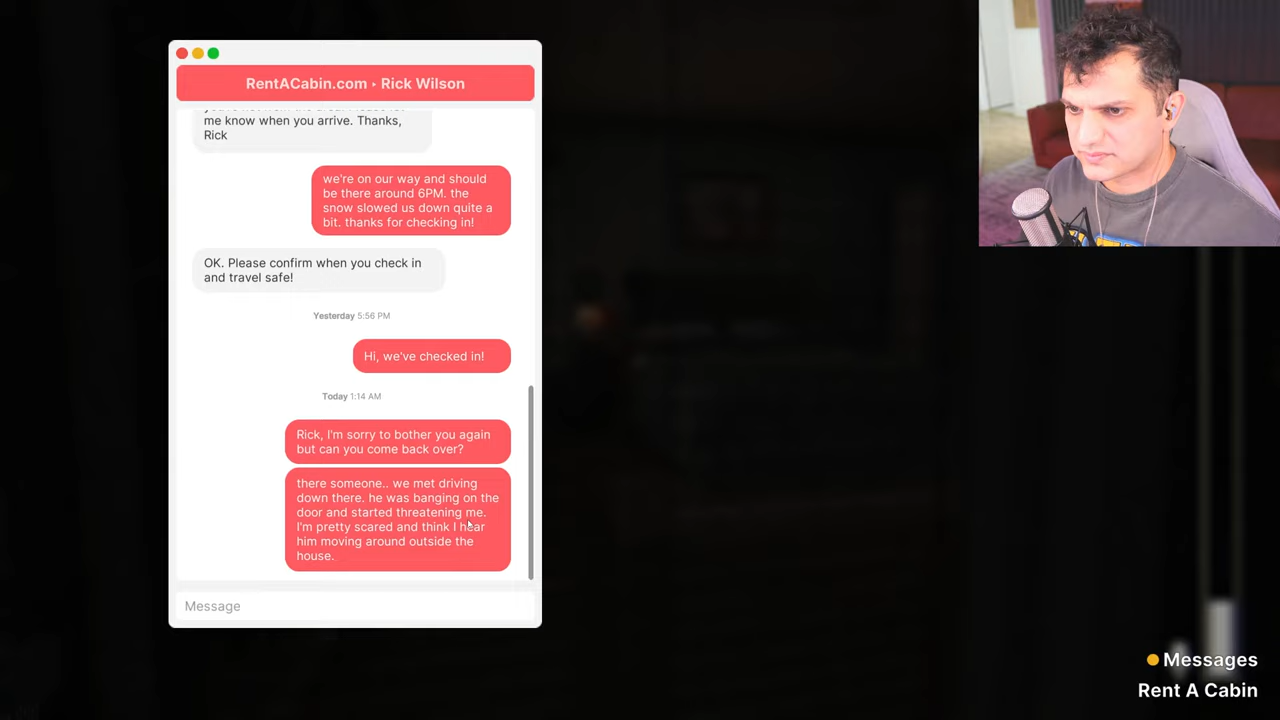 RentACabin.com ▸ Rick Wilson
me know when you arrive. Thanks,
Rick
we're on our way and should
be there around 6PM. the
snow slowed us down quite a
bit. thanks for checking in!
OK. Please confirm when you check in
and travel safe!
Yesterday 5:56 PM
Hi, we've checked in!
Today 1:14 AM
Rick, I'm sorry to bother you again
but can you come back over?
there someone.. we met driving
down there. he was banging on the
door and started threatening me.
I'm pretty scared and think I hear
him moving around outside the
house.
Message
Messages
Rent A Cabin